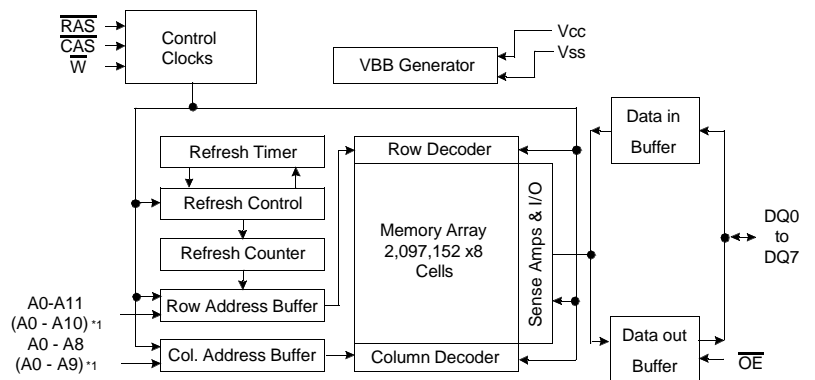 RAS
CAS
W
Control
Clocks
VBB Generator
Vcc
Vss
Refresh Timer
Refresh Control
Refresh Counter
Row Address Buffer
Col. Address Buffer
A0-A11
(A0 - A10) *1
A0 - A8
(A0 - A9) *1
Row Decoder
Memory Array
2,097,152 x8
Cells
Column Decoder
Sense Amps & I/O
Data in
Buffer
Data out
Buffer
DQ0
to
DQ7
OE